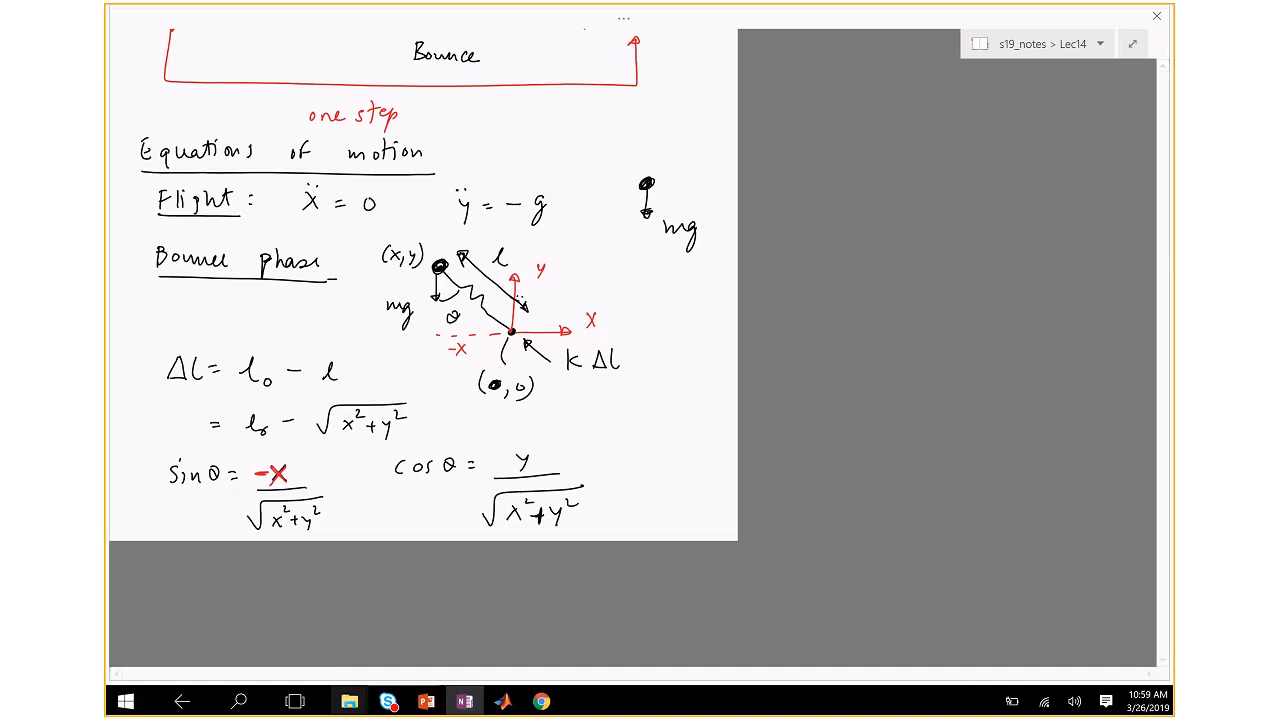 ...
s19_notes > Lec14
Bounce
one step
Equations of motion
Flight : Ẍ = 0 ÿ = - g
mg
Bounce phase
(x,y)
l
y
mg
θ
X
-x
k Δl
(0, 0)
Δl = l₀ - l
= l₀ - √x²+y²
sin θ = -x / √x²+y²
cos θ = y / √x²+y²
10:59 AM
3/26/2019